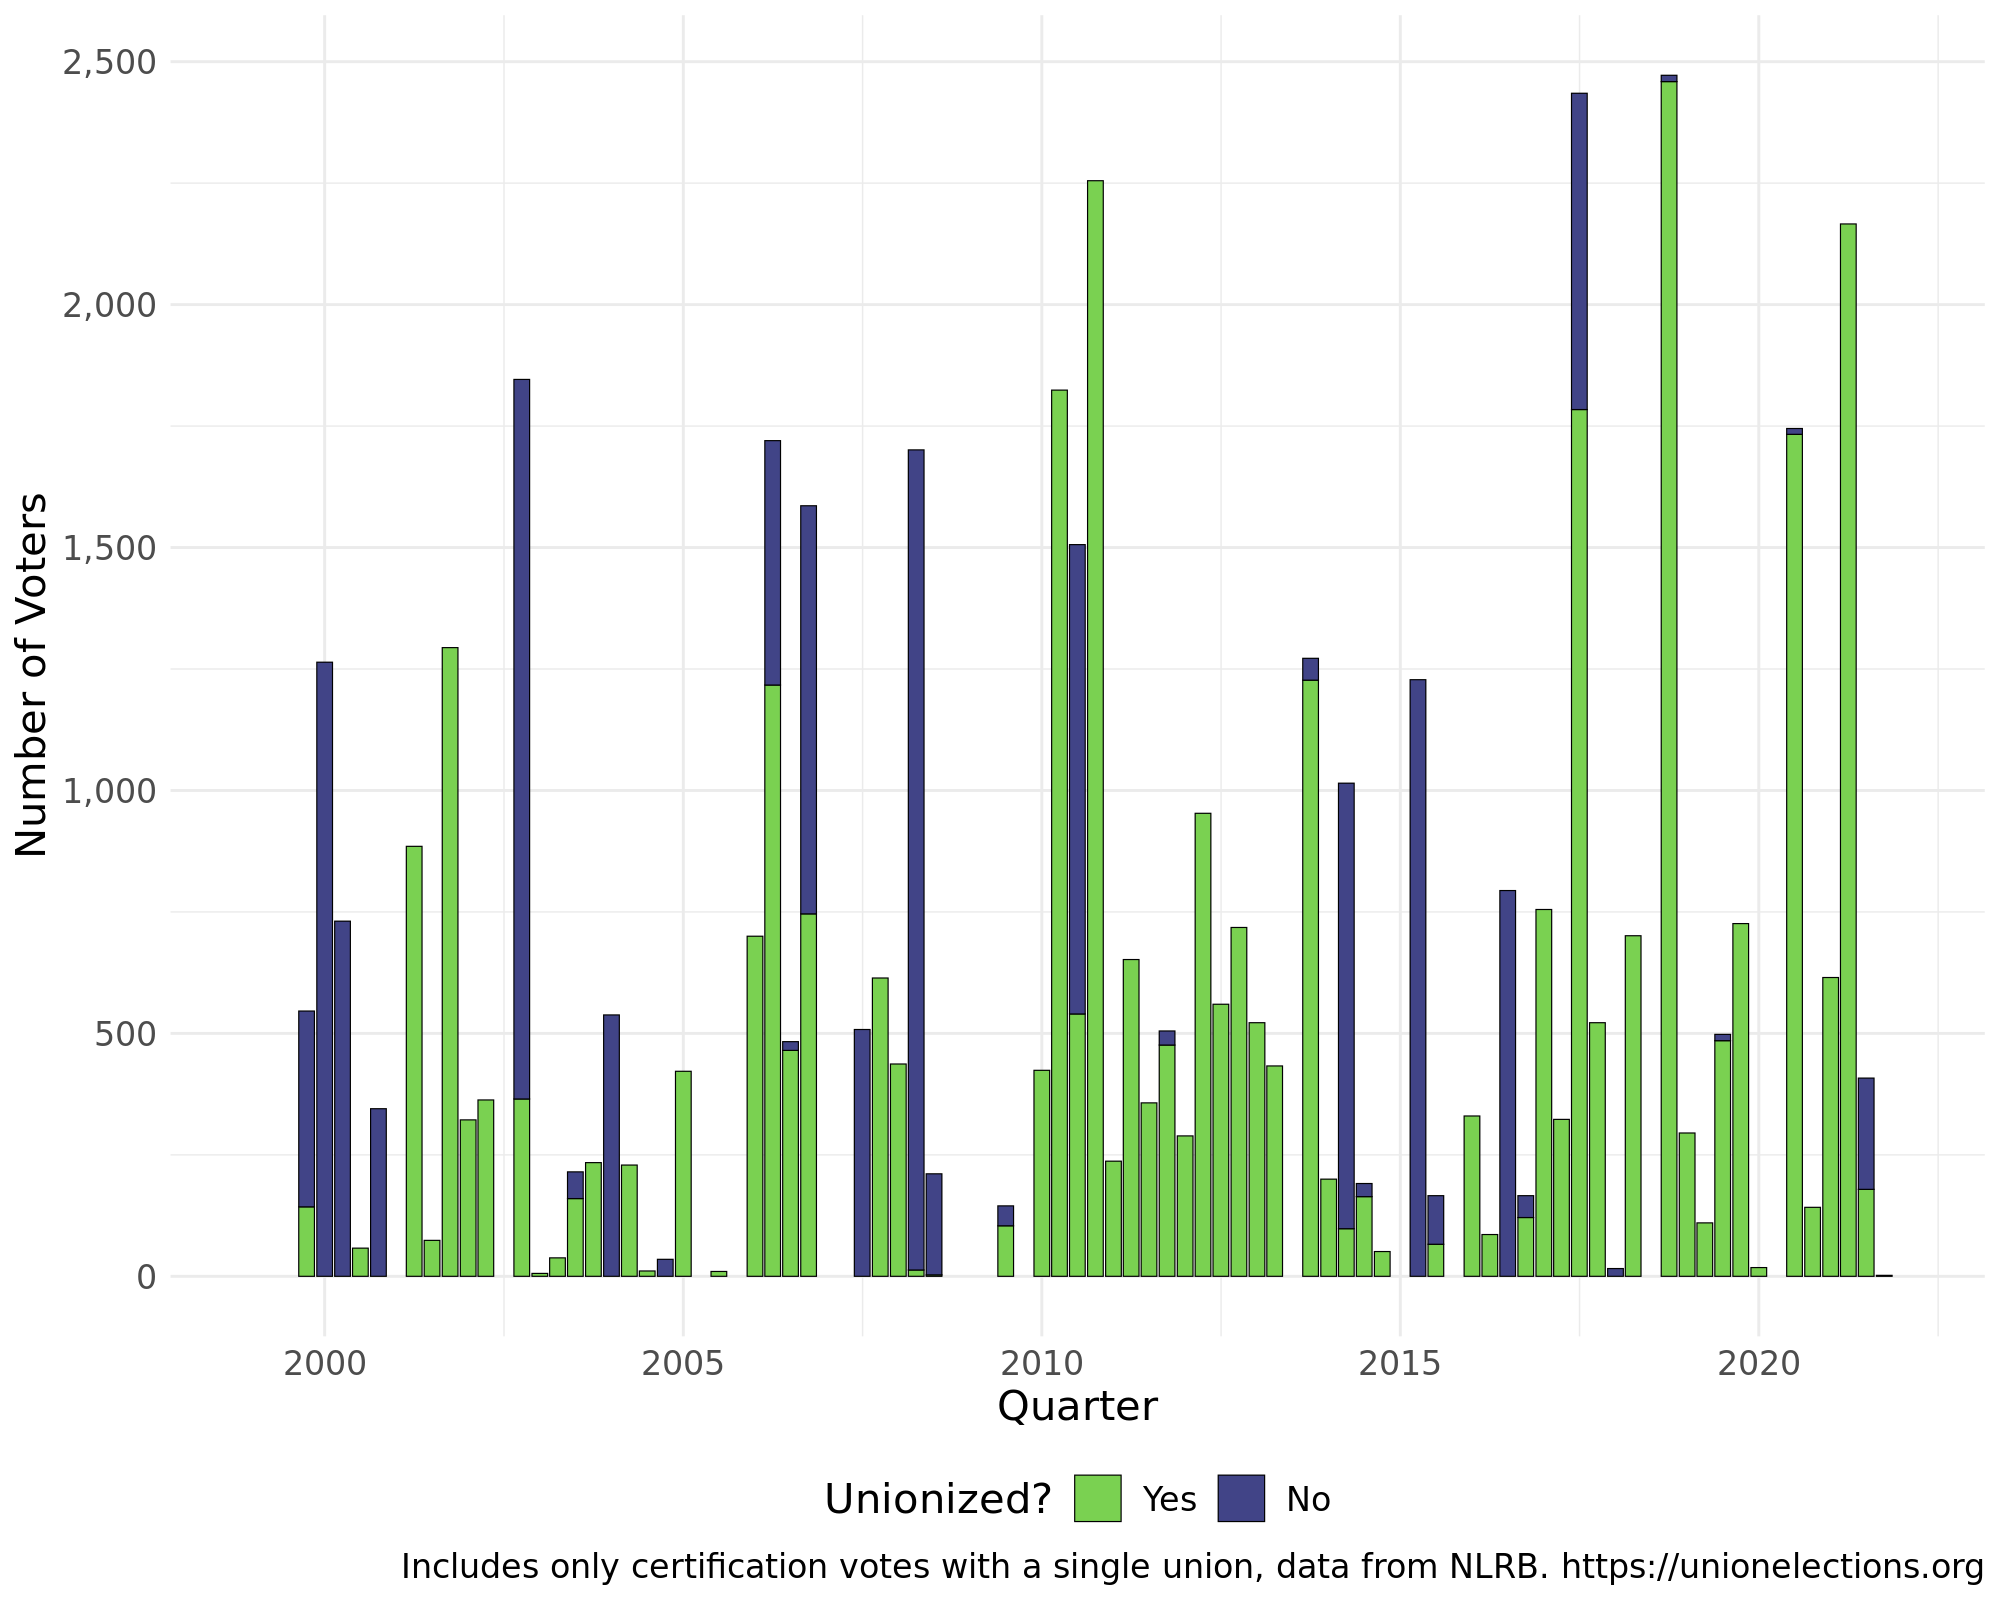 2,500
2,000
1,500
1,000
500
0
Number of Voters
2000 2005 2010 2015 2020
Quarter
Unionized? Yes No
Includes only certification votes with a single union, data from NLRB. https://unionelections.org